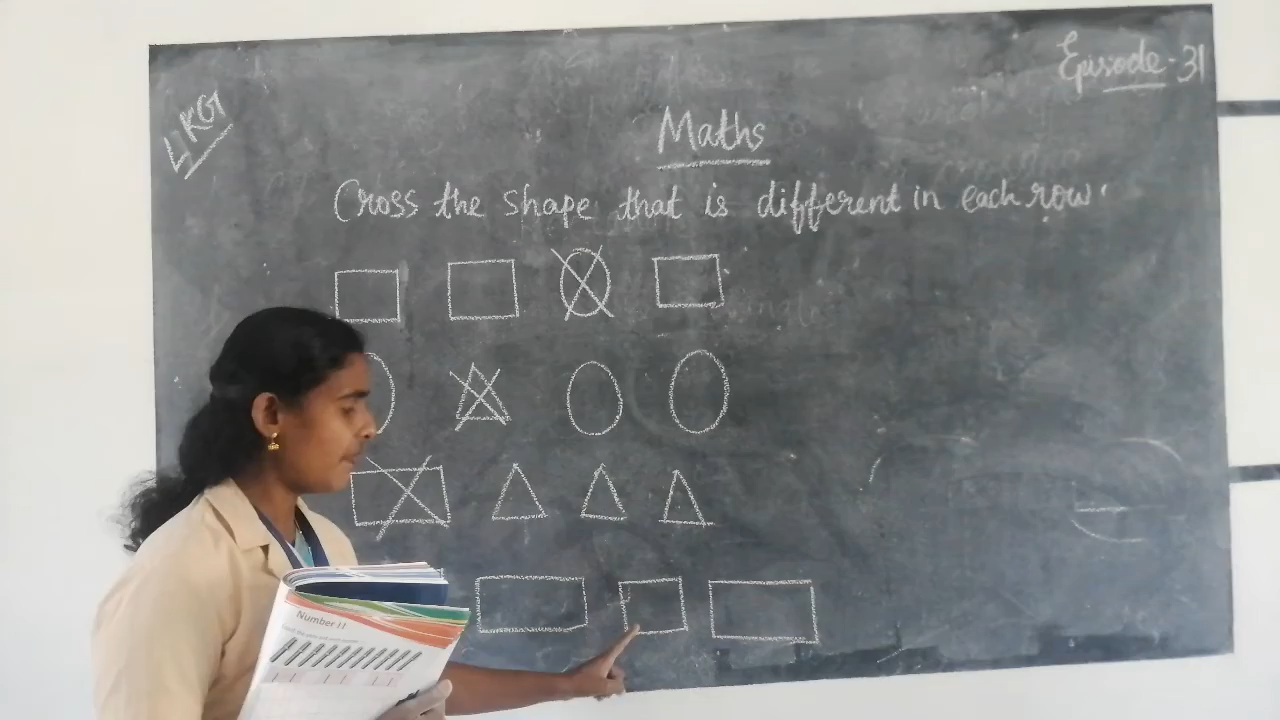 LKG
Episode-31
Maths
Cross the shape that is different in each row.
Number 11